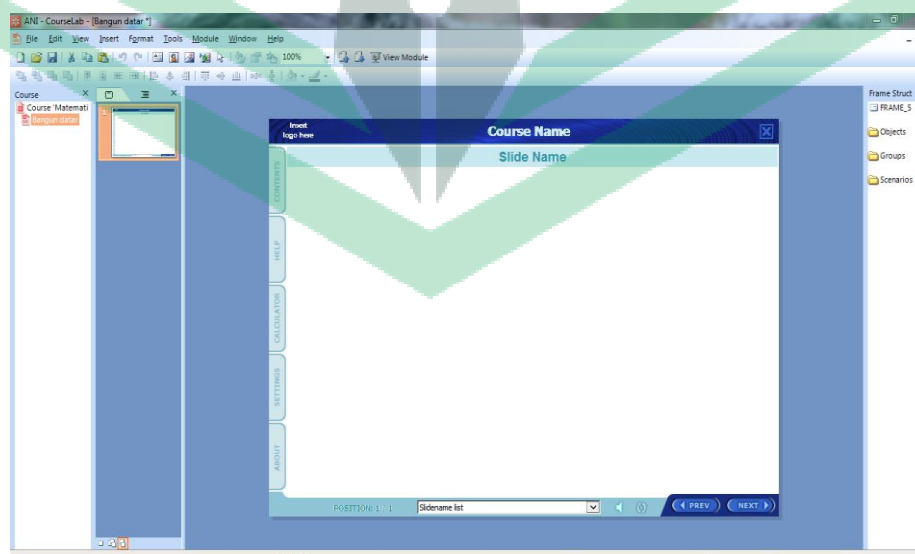 ANI - CourseLab - [Bangun datar *]
File Edit View Insert Format Tools Module Window Help
100% View Module
Course
Course 'Matemati
Bangun datar
Insert
logo here
Course Name
Slide Name
CONTENTS
HELP
CALCULATOR
SETTINGS
ABOUT
POSITION: 1 / 1
Slidename list
PREV
NEXT
Frame Struct
FRAME_5
Objects
Groups
Scenarios